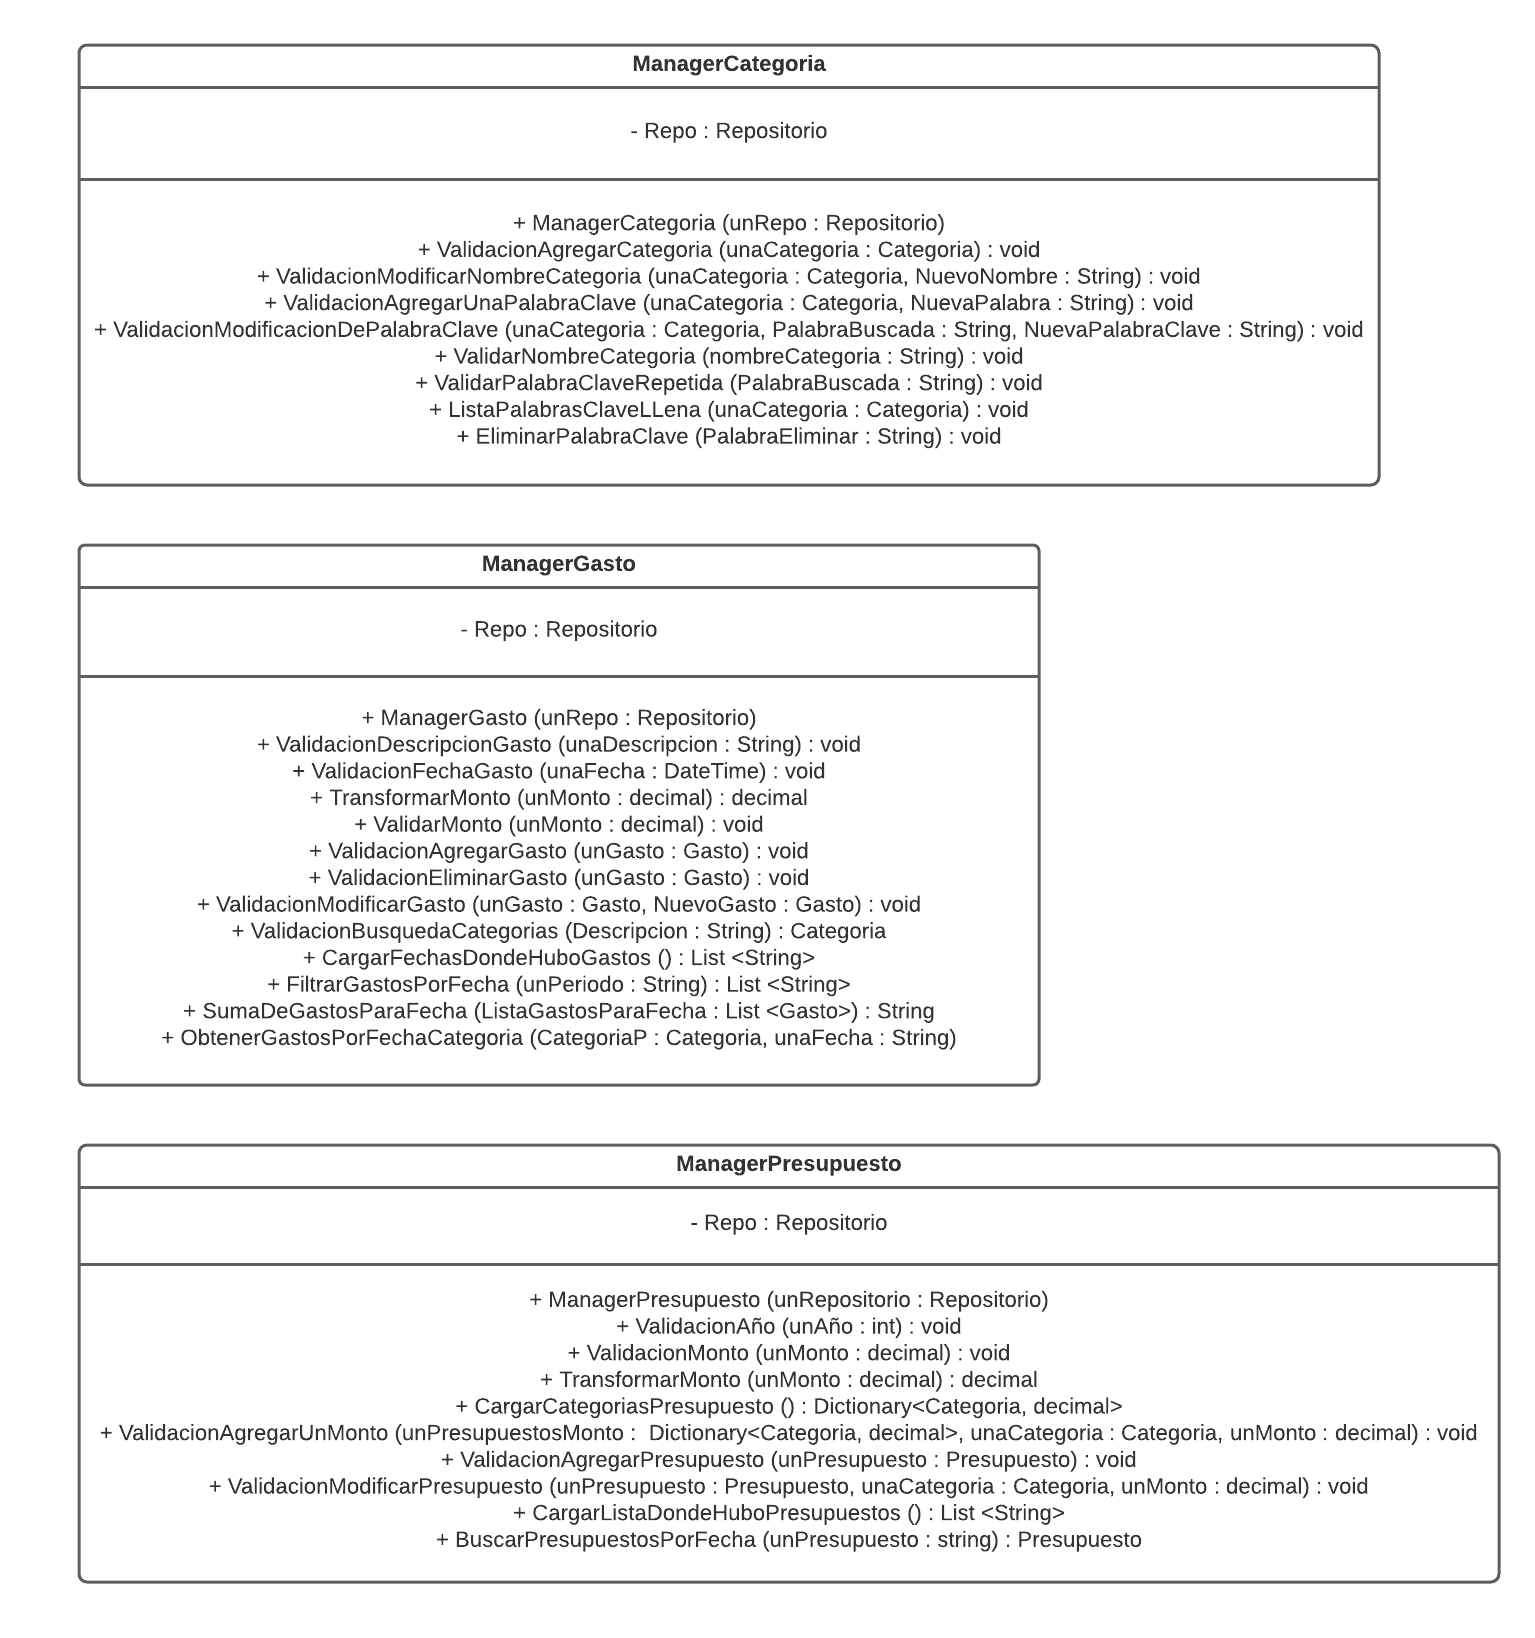 ManagerCategoria
- Repo : Repositorio
+ ManagerCategoria (unRepo : Repositorio)
+ ValidacionAgregarCategoria (unaCategoria : Categoria) : void
+ ValidacionModificarNombreCategoria (unaCategoria : Categoria, NuevoNombre : String) : void
+ ValidacionAgregarUnaPalabraClave (unaCategoria : Categoria, NuevaPalabra : String) : void
+ ValidacionModificacionDePalabraClave (unaCategoria : Categoria, PalabraBuscada : String, NuevaPalabraClave : String) : void
+ ValidarNombreCategoria (nombreCategoria : String) : void
+ ValidarPalabraClaveRepetida (PalabraBuscada : String) : void
+ ListaPalabrasClaveLLena (unaCategoria : Categoria) : void
+ EliminarPalabraClave (PalabraEliminar : String) : void
ManagerGasto
- Repo : Repositorio
+ ManagerGasto (unRepo : Repositorio)
+ ValidacionDescripcionGasto (unaDescripcion : String) : void
+ ValidacionFechaGasto (unaFecha : DateTime) : void
+ TransformarMonto (unMonto : decimal) : decimal
+ ValidarMonto (unMonto : decimal) : void
+ ValidacionAgregarGasto (unGasto : Gasto) : void
+ ValidacionEliminarGasto (unGasto : Gasto) : void
+ ValidacionModificarGasto (unGasto : Gasto, NuevoGasto : Gasto) : void
+ ValidacionBusquedaCategorias (Descripcion : String) : Categoria
+ CargarFechasDondeHuboGastos () : List <String>
+ FiltrarGastosPorFecha (unPeriodo : String) : List <String>
+ SumaDeGastosParaFecha (ListaGastosParaFecha : List <Gasto>) : String
+ ObtenerGastosPorFechaCategoria (CategoriaP : Categoria, unaFecha : String)
ManagerPresupuesto
- Repo : Repositorio
+ ManagerPresupuesto (unRepositorio : Repositorio)
+ ValidacionAño (unAño : int) : void
+ ValidacionMonto (unMonto : decimal) : void
+ TransformarMonto (unMonto : decimal) : decimal
+ CargarCategoriasPresupuesto () : Dictionary<Categoria, decimal>
+ ValidacionAgregarUnMonto (unPresupuestosMonto :  Dictionary<Categoria, decimal>, unaCategoria : Categoria, unMonto : decimal) : void
+ ValidacionAgregarPresupuesto (unPresupuesto : Presupuesto) : void
+ ValidacionModificarPresupuesto (unPresupuesto : Presupuesto, unaCategoria : Categoria, unMonto : decimal) : void
+ CargarListaDondeHuboPresupuestos () : List <String>
+ BuscarPresupuestosPorFecha (unPresupuesto : string) : Presupuesto